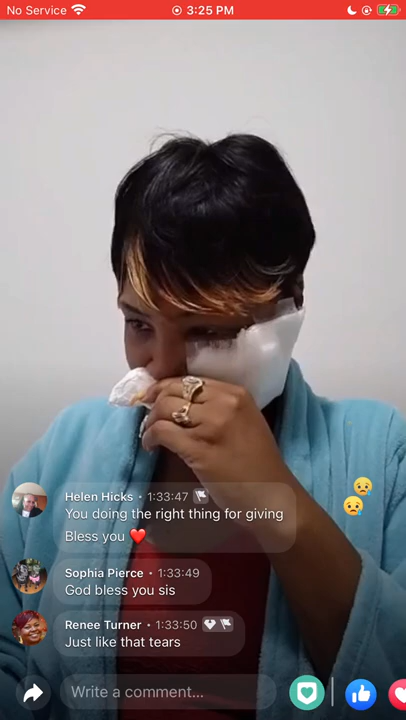 No Service 3:25 PM
Helen Hicks • 1:33:47
You doing the right thing for giving
Bless you ❤️
Sophia Pierce • 1:33:49
God bless you sis
Renee Turner • 1:33:50
Just like that tears
Write a comment...